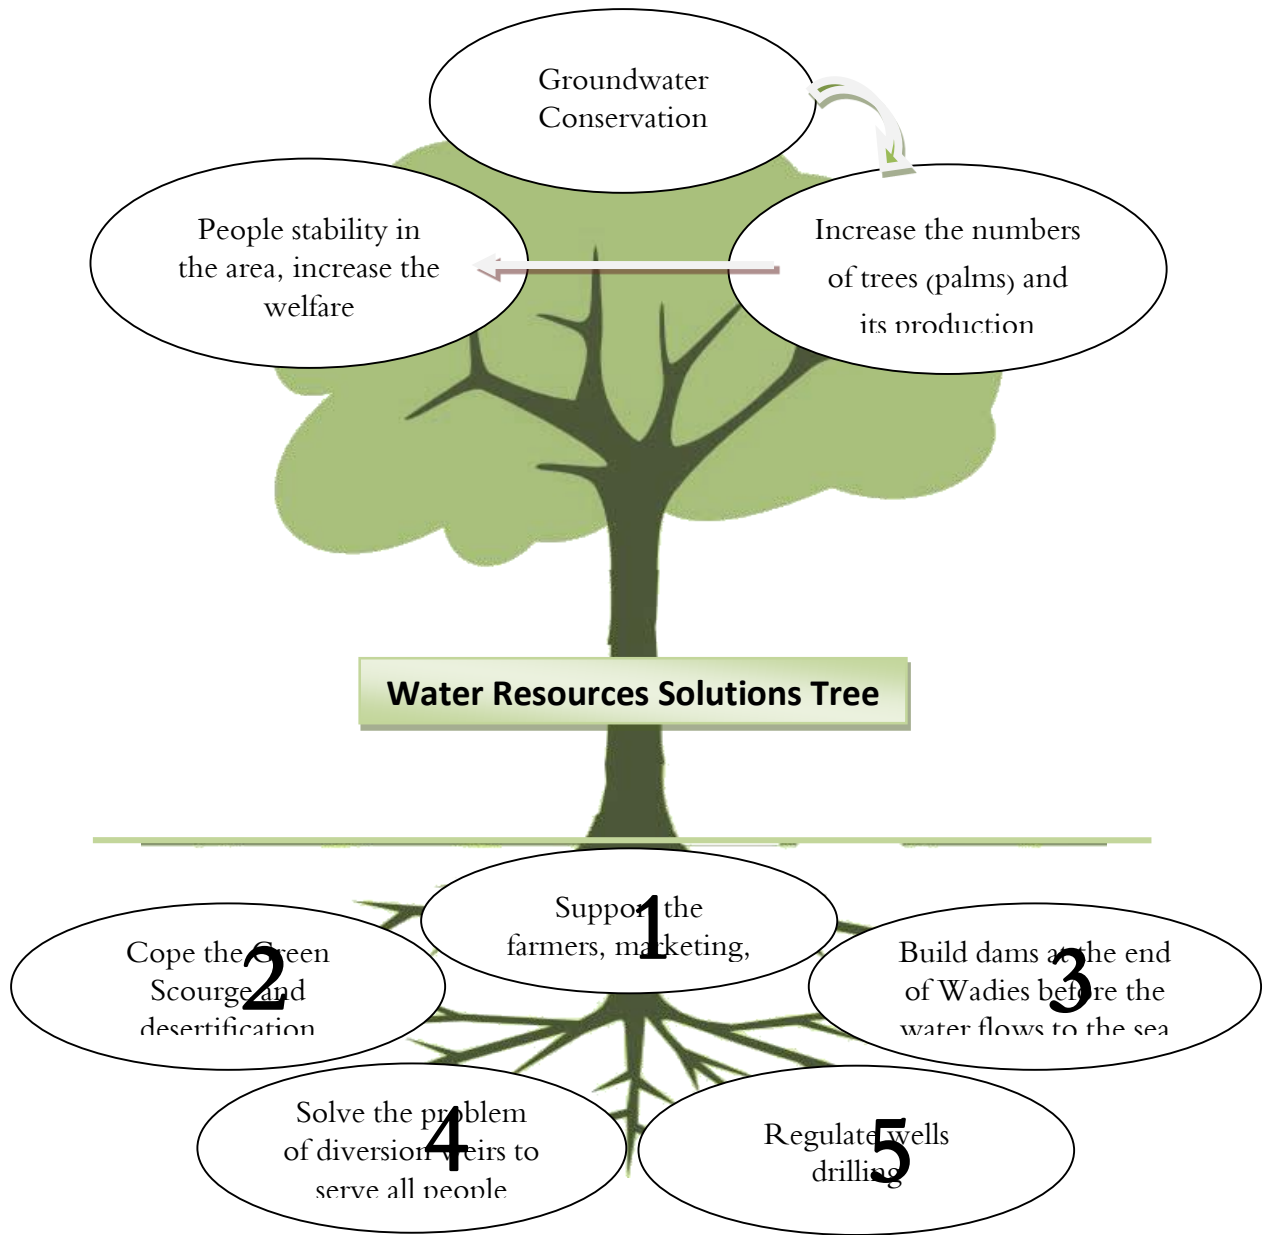 Groundwater
Conservation
People stability in
the area, increase the
welfare
Increase the numbers
of trees (palms) and
its production
Water Resources Solutions Tree
1
Support the
farmers, marketing,
2
Cope the Green
Scourge and
desertification
3
Build dams at the end
of Wadies before the
water flows to the sea
4
Solve the problem
of diversion weirs to
serve all people
5
Regulate wells
drilling